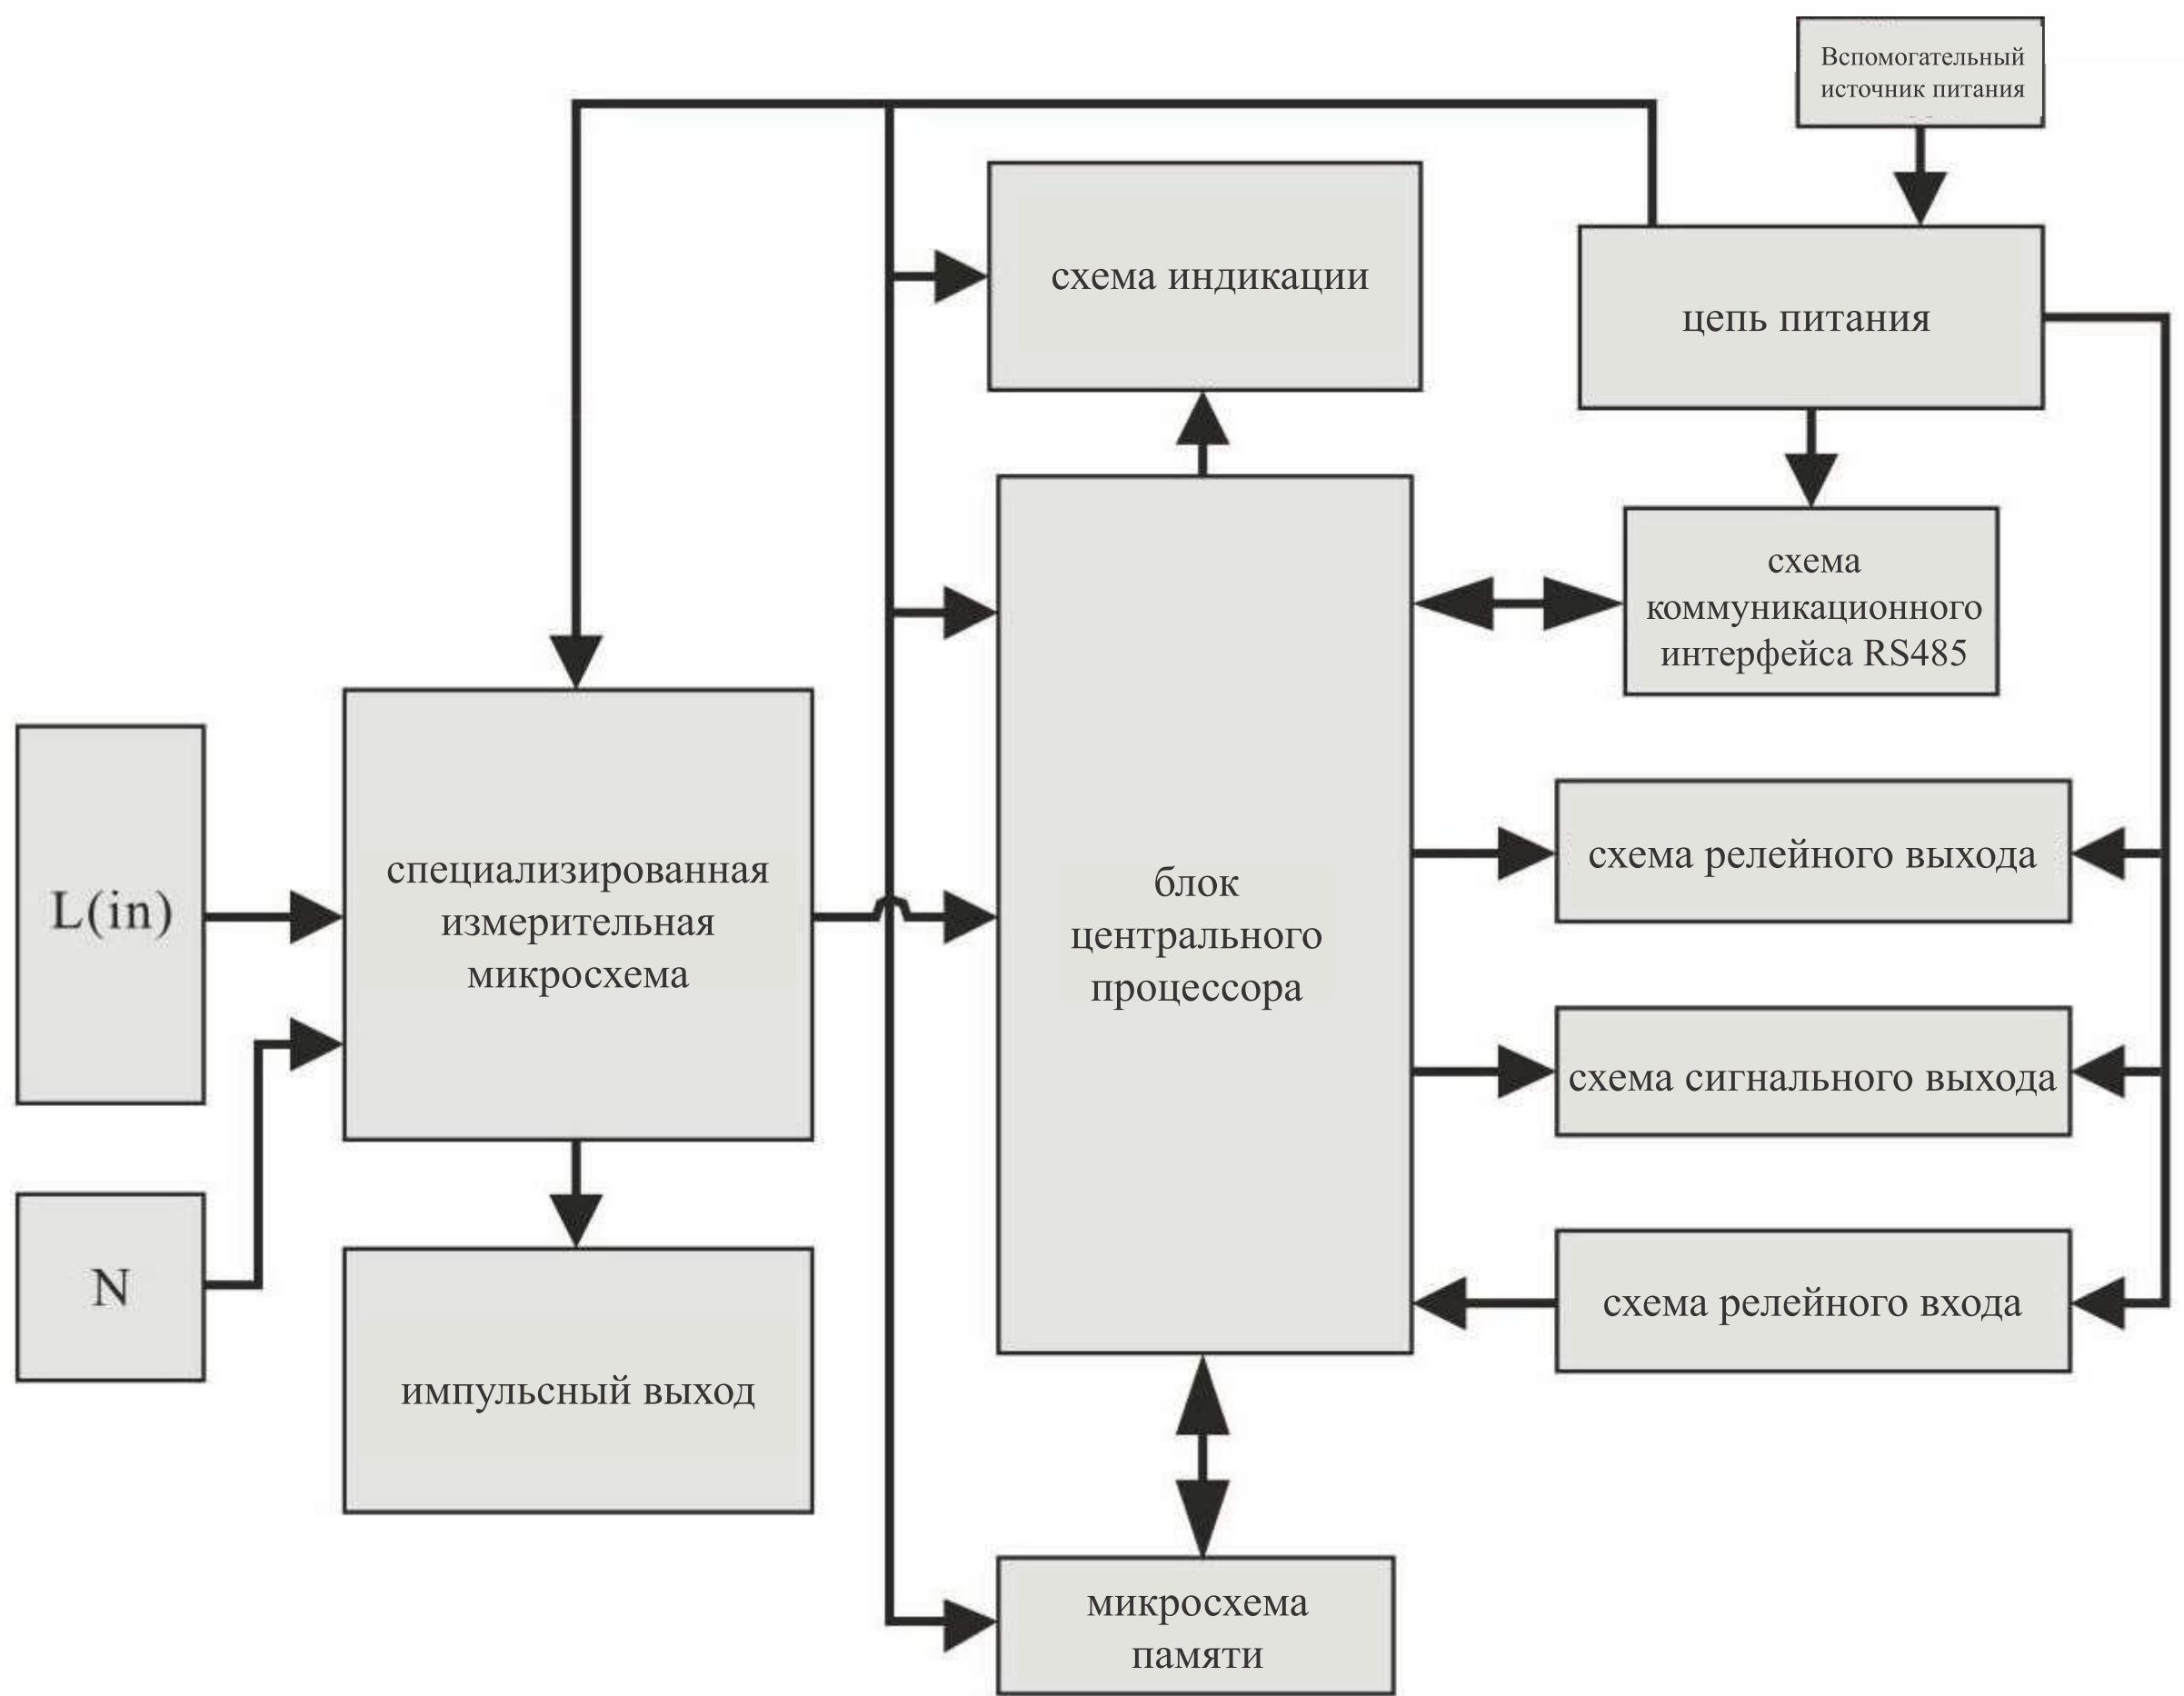 Вспомогательный
источник питания
схема индикации
цепь питания
схема
коммуникационного
интерфейса RS485
L(in)
специализированная
измерительная
микросхема
блок
центрального
процессора
схема релейного выхода
схема сигнального выхода
N
импульсный выход
схема релейного входа
микросхема
памяти